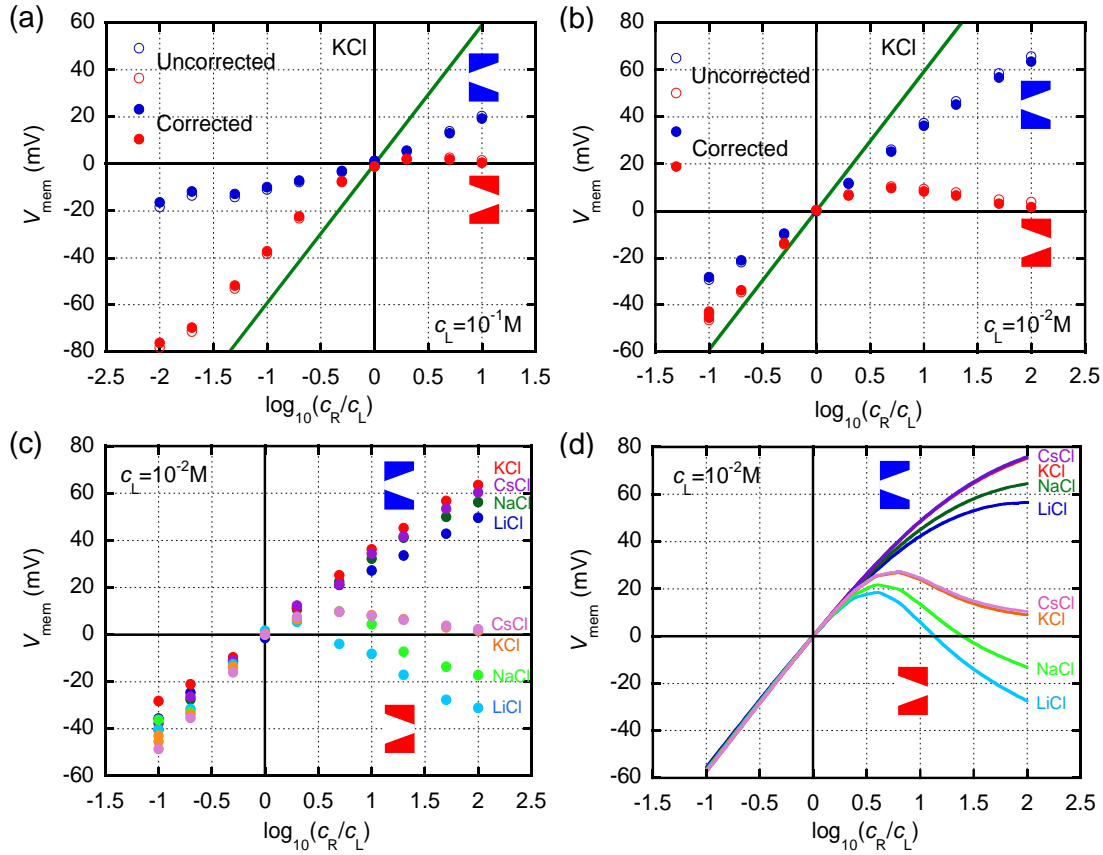 (a)
60
40
20
0
-20
-40
-60
-80
V_mem (mV)
Uncorrected
Corrected
KCl
c_L=10^-1M
-2.5 -2 -1.5 -1 -0.5 0 0.5 1 1.5
log_10(c_R/c_L)
(b)
80
60
40
20
0
-20
-40
-60
V_mem (mV)
Uncorrected
Corrected
KCl
c_L=10^-2M
-1.5 -1 -0.5 0 0.5 1 1.5 2 2.5
log_10(c_R/c_L)
(c)
80
60
40
20
0
-20
-40
-60
V_mem (mV)
c_L=10^-2M
KCl
CsCl
NaCl
LiCl
CsCl
KCl
NaCl
LiCl
-1.5 -1 -0.5 0 0.5 1 1.5 2 2.5
log_10(c_R/c_L)
(d)
80
60
40
20
0
-20
-40
-60
V_mem (mV)
c_L=10^-2M
CsCl
KCl
NaCl
LiCl
CsCl
KCl
NaCl
LiCl
-1.5 -1 -0.5 0 0.5 1 1.5 2 2.5
log_10(c_R/c_L)